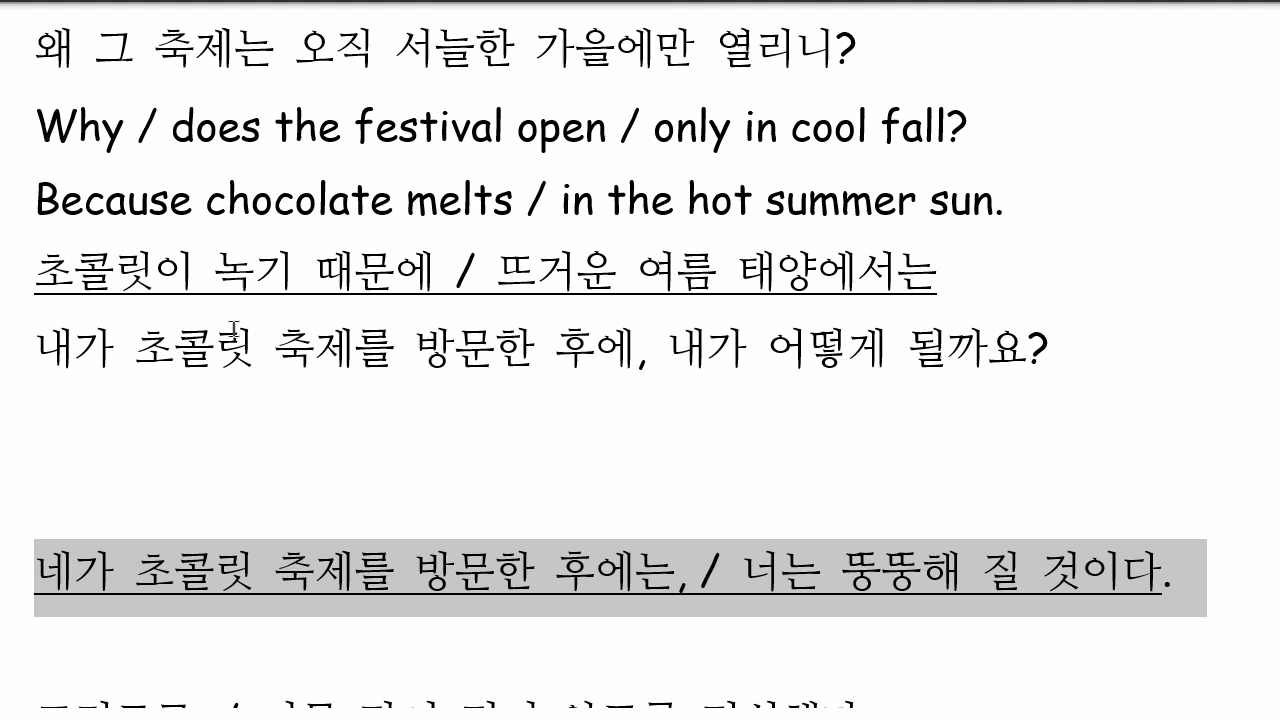 왜 그 축제는 오직 서늘한 가을에만 열리니?
Why / does the festival open / only in cool fall?
Because chocolate melts / in the hot summer sun.
초콜릿이 녹기 때문에 / 뜨거운 여름 태양에서는
내가 초콜릿 축제를 방문한 후에, 내가 어떻게 될까요?
네가 초콜릿 축제를 방문한 후에는, / 너는 뚱뚱해 질 것이다.